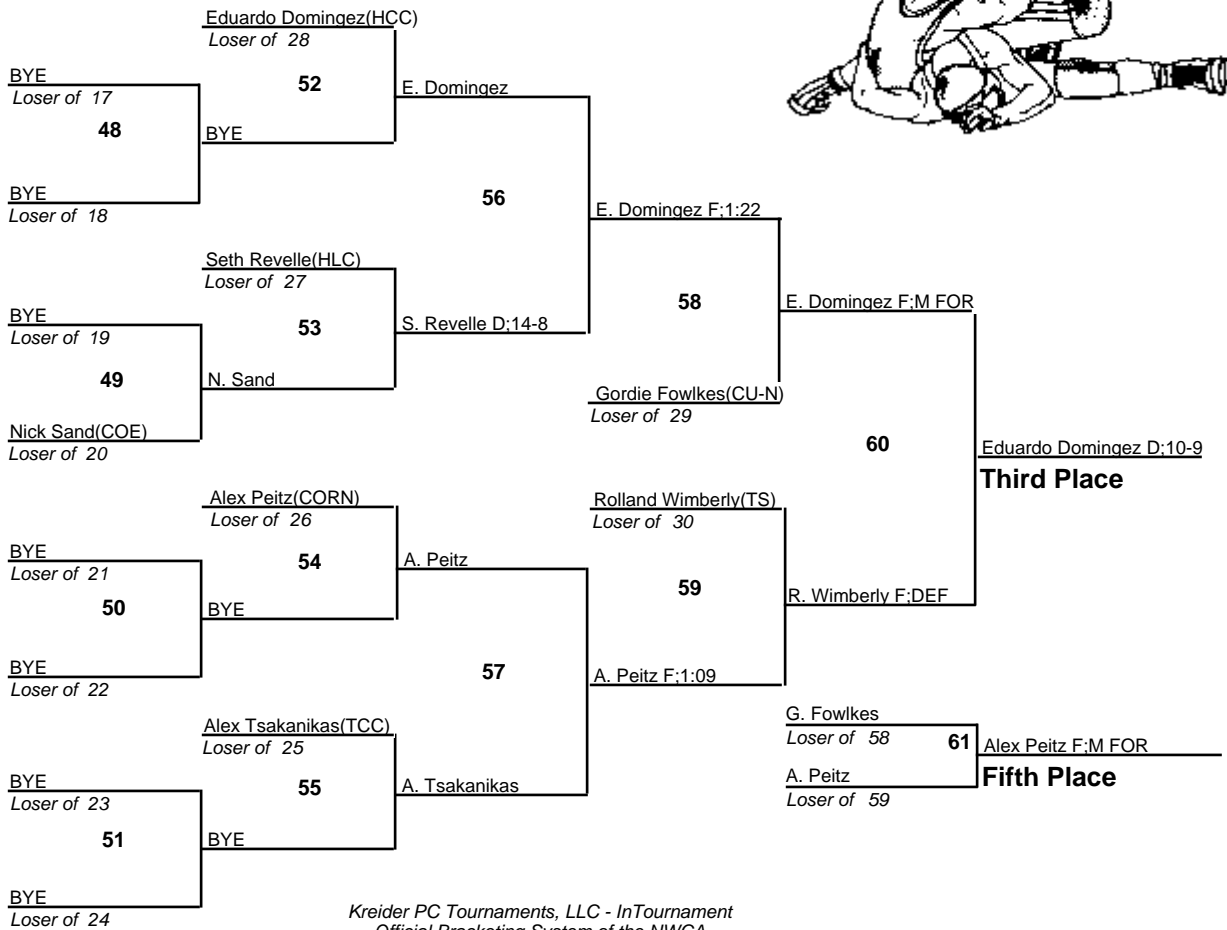 Eduardo Domingez(HCC)
Loser of 28
BYE
Loser of 17
52
E. Domingez
48
BYE
BYE
Loser of 18
56
E. Domingez F;1:22
Seth Revelle(HLC)
Loser of 27
58
E. Domingez F;M FOR
BYE
Loser of 19
53
S. Revelle D;14-8
49
N. Sand
Gordie Fowlkes(CU-N)
Loser of 29
Nick Sand(COE)
Loser of 20
60
Eduardo Domingez D;10-9
Third Place
Alex Peitz(CORN)
Loser of 26
Rolland Wimberly(TS)
Loser of 30
BYE
Loser of 21
54
A. Peitz
59
R. Wimberly F;DEF
50
BYE
BYE
Loser of 22
57
A. Peitz F;1:09
Alex Tsakanikas(TCC)
Loser of 25
G. Fowlkes
Loser of 58
61
Alex Peitz F;M FOR
Fifth Place
A. Peitz
Loser of 59
BYE
Loser of 23
55
A. Tsakanikas
51
BYE
BYE
Loser of 24
Kreider PC Tournaments, LLC - InTournament
Official Bracketing System of the NWCA